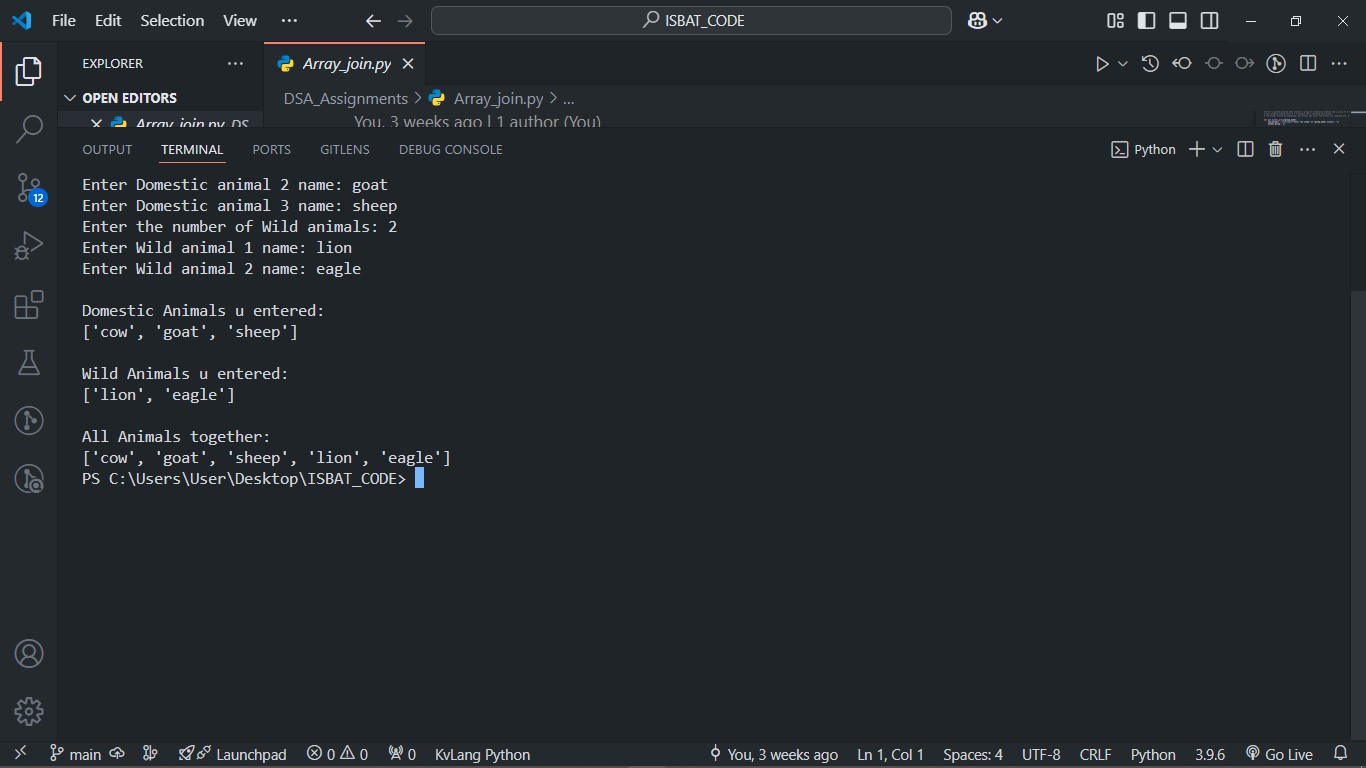 File Edit Selection View ··· ISBAT_CODE
EXPLORER ··· Array_join.py
OPEN EDITORS DSA_Assignments > Array_join.py > ...
Array_join.py DS... You, 3 weeks ago | 1 author (You)
OUTPUT TERMINAL PORTS GITLENS DEBUG CONSOLE Python
Enter Domestic animal 2 name: goat
Enter Domestic animal 3 name: sheep
Enter the number of Wild animals: 2
Enter Wild animal 1 name: lion
Enter Wild animal 2 name: eagle
Domestic Animals u entered:
['cow', 'goat', 'sheep']
Wild Animals u entered:
['lion', 'eagle']
All Animals together:
['cow', 'goat', 'sheep', 'lion', 'eagle']
PS C:\Users\User\Desktop\ISBAT_CODE>
12
main Launchpad 0 0 0 KvLang Python You, 3 weeks ago Ln 1, Col 1 Spaces: 4 UTF-8 CRLF Python 3.9.6 Go Live